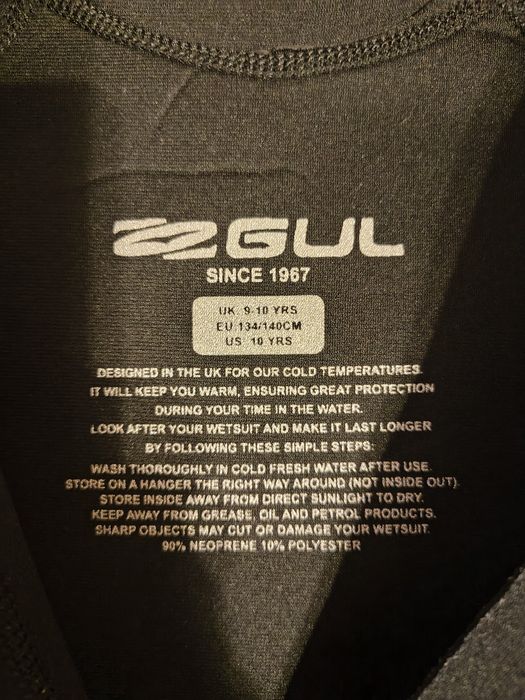 GUL
SINCE 1967
UK 9-10 YRS
EU 134/140CM
US 10 YRS
DESIGNED IN THE UK FOR OUR COLD TEMPERATURES.
IT WILL KEEP YOU WARM, ENSURING GREAT PROTECTION
DURING YOUR TIME IN THE WATER.
LOOK AFTER YOUR WETSUIT AND MAKE IT LAST LONGER
BY FOLLOWING THESE SIMPLE STEPS:
WASH THOROUGHLY IN COLD FRESH WATER AFTER USE.
STORE ON A HANGER THE RIGHT WAY AROUND (NOT INSIDE OUT).
STORE INSIDE AWAY FROM DIRECT SUNLIGHT TO DRY.
KEEP AWAY FROM GREASE, OIL AND PETROL PRODUCTS.
SHARP OBJECTS MAY CUT OR DAMAGE YOUR WETSUIT.
90% NEOPRENE 10% POLYESTER